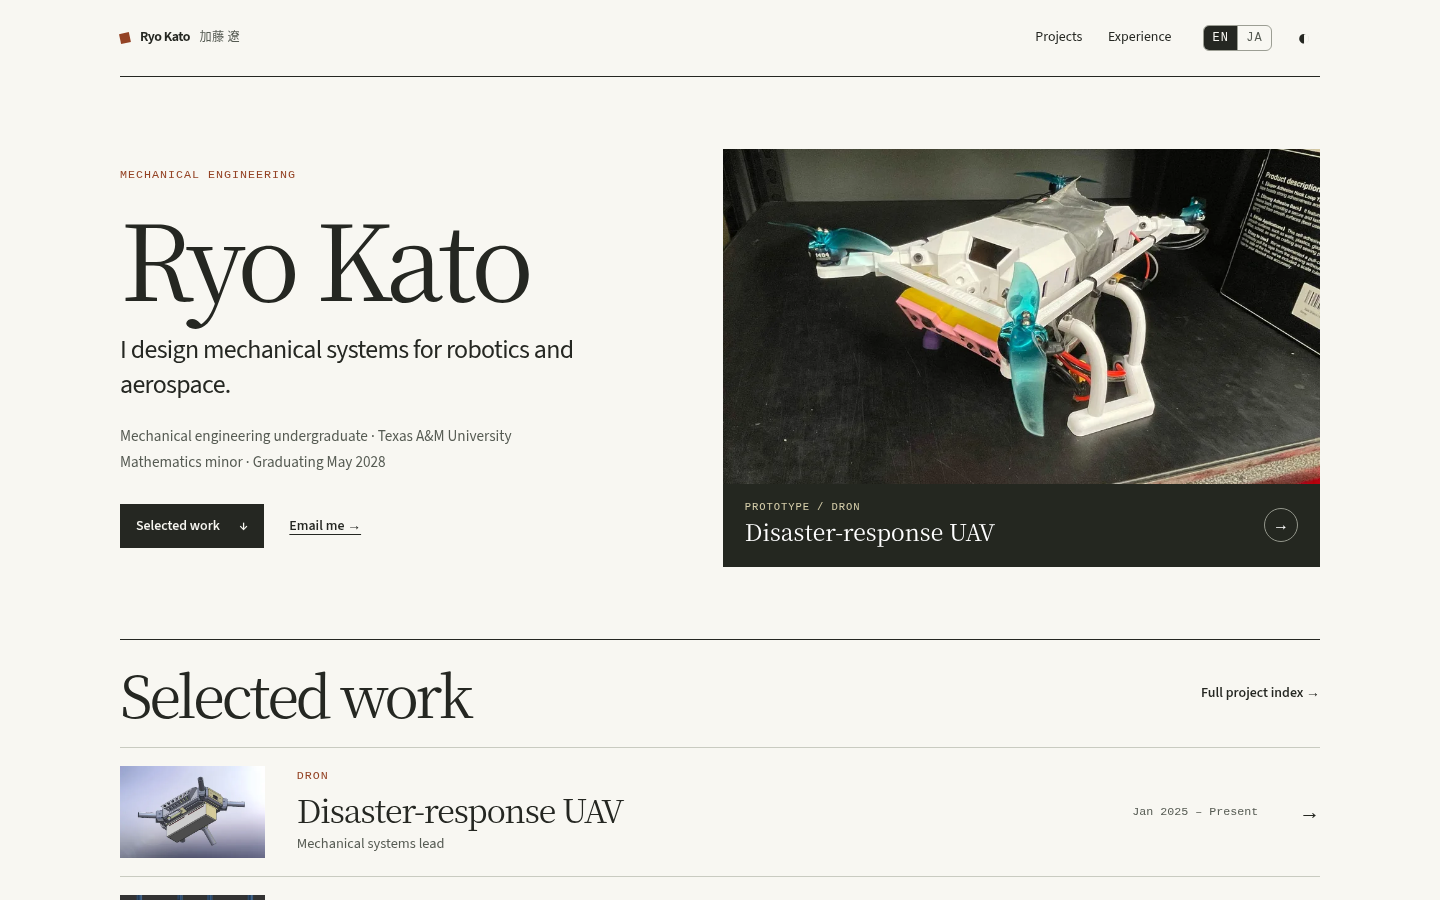 Ryo Kato 加藤 遼
Projects
Experience
EN
JA
MECHANICAL ENGINEERING
Ryo Kato
I design mechanical systems for robotics and
aerospace.
Mechanical engineering undergraduate · Texas A&M University
Mathematics minor · Graduating May 2028
Selected work ↓
Email me →
Product description
PROTOTYPE / DRON
Disaster-response UAV
→
Selected work
Full project index →
DRON
Disaster-response UAV
Mechanical systems lead
Jan 2025 – Present
→